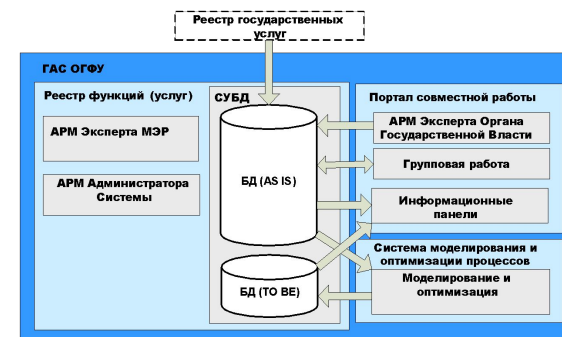 Реестр государственных
услуг
ГАС ОГФУ
Реестр функций (услуг)
АРМ Эксперта МЭР
АРМ Администратора
Системы
СУБД
БД (AS IS)
БД (TO BE)
Портал совместной работы
АРМ Эксперта Органа
Государственной Власти
Групповая работа
Информационные
панели
Система моделирования и
оптимизации процессов
Моделирование и
оптимизация